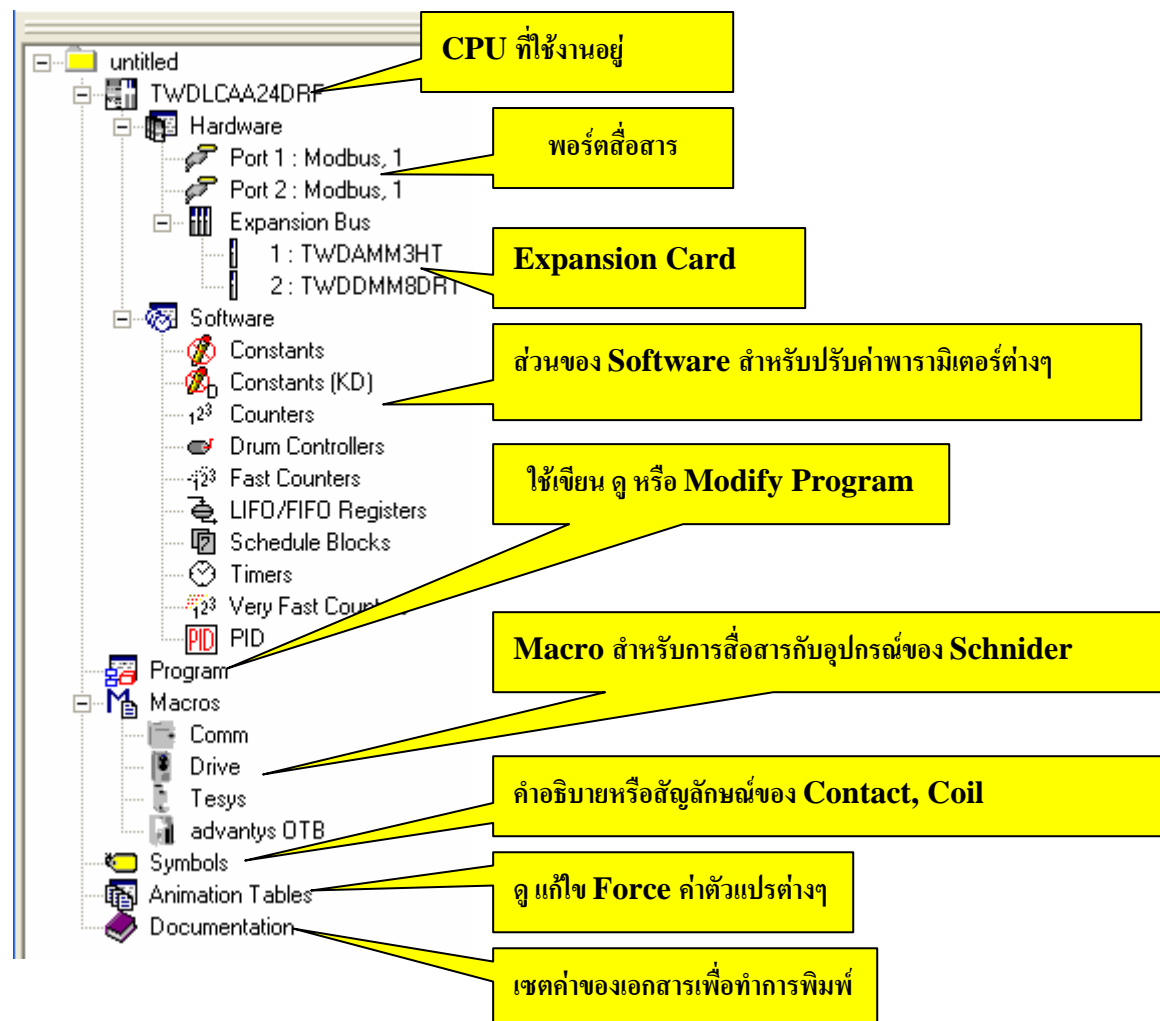 CPU ที่ใช้งานอยู่
untitled
TWDLCAA24DRF
Hardware
พอร์ตสื่อสาร
Port 1 : Modbus, 1
Port 2 : Modbus, 1
Expansion Bus
1 : TWDAMM3HT
Expansion Card
2 : TWDDMM8DRT
Software
Constants
ส่วนของ Software สำหรับปรับค่าพารามิเตอร์ต่างๆ
Constants (KD)
Counters
Drum Controllers
Fast Counters
ใช้เขียน ดู หรือ Modify Program
LIFO/FIFO Registers
Schedule Blocks
Timers
Very Fast Counters
PID PID
Macro สำหรับการสื่อสารกับอุปกรณ์ของ Schnider
Program
Macros
Comm
Drive
Tesys
คำอธิบายหรือสัญลักษณ์ของ Contact, Coil
advantys OTB
Symbols
Animation Tables
ดู แก้ไข Force ค่าตัวแปรต่างๆ
Documentation
เซตค่าของเอกสารเพื่อทำการพิมพ์